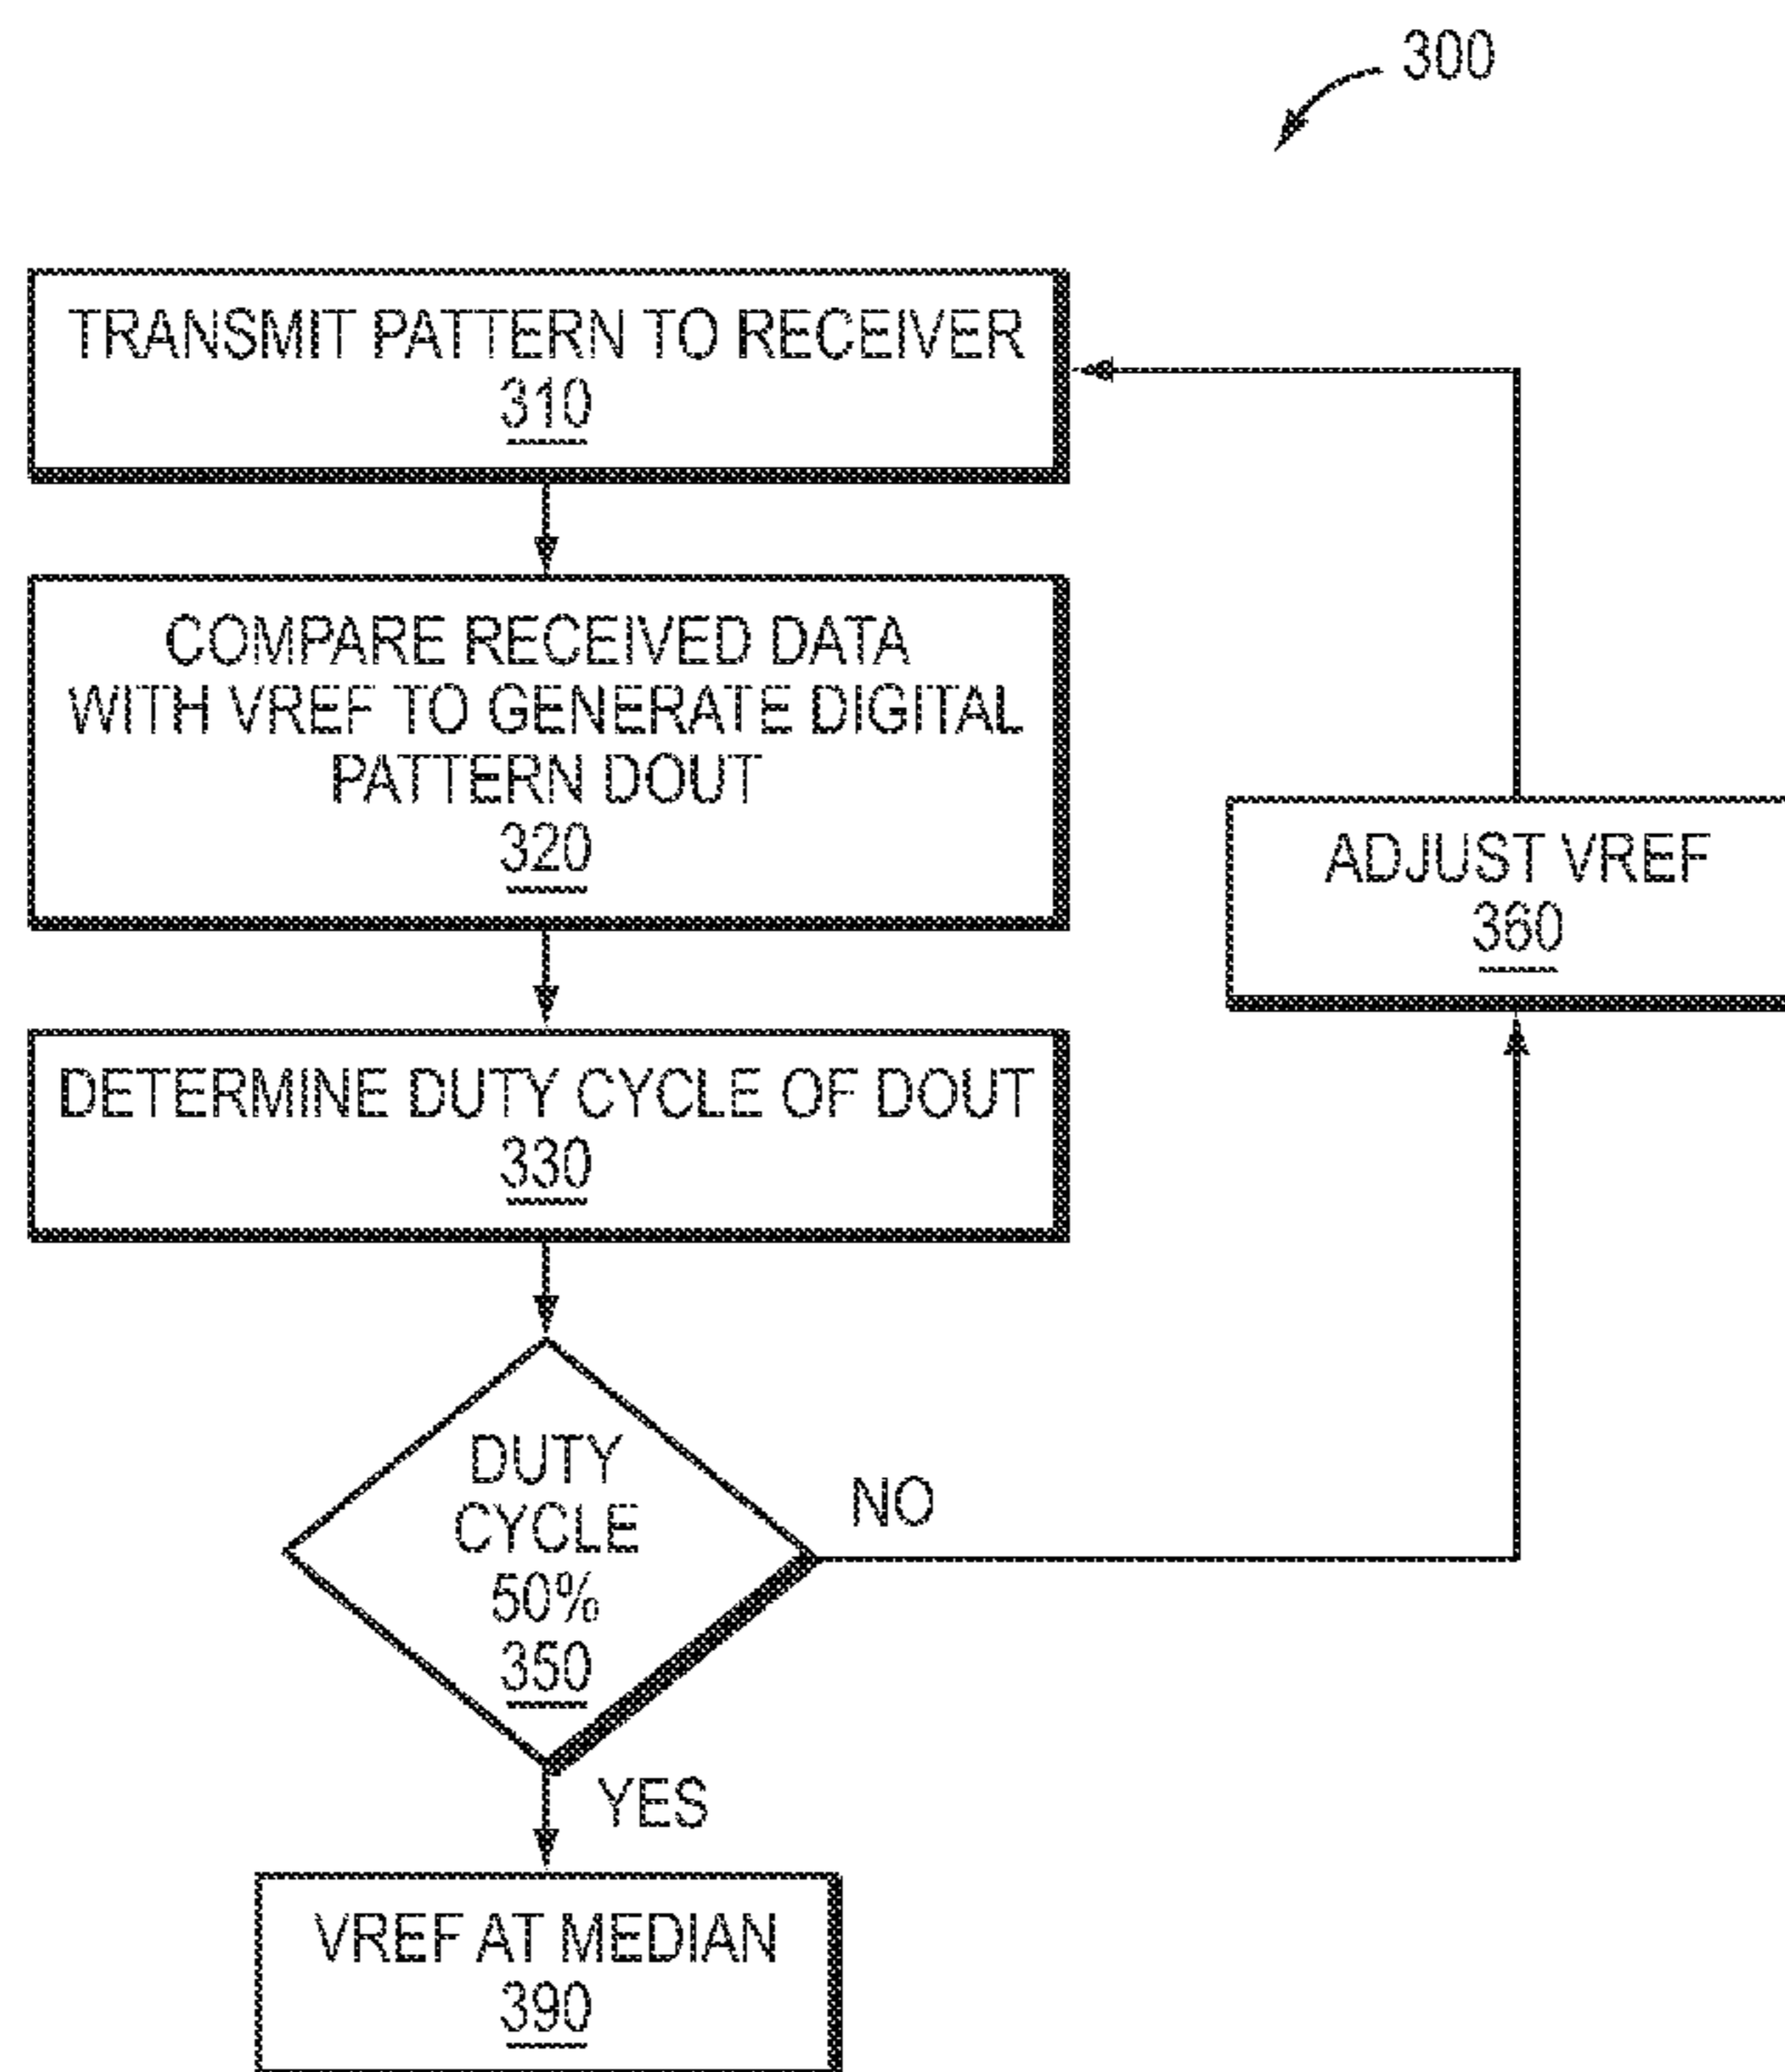 300
TRANSMIT PATTERN TO RECEIVER
310
COMPARE RECEIVED DATA
WITH VREF TO GENERATE DIGITAL
PATTERN DOUT
320
ADJUST VREF
360
DETERMINE DUTY CYCLE OF DOUT
330
DUTY
CYCLE
50%
350
NO
YES
VREF AT MEDIAN
390